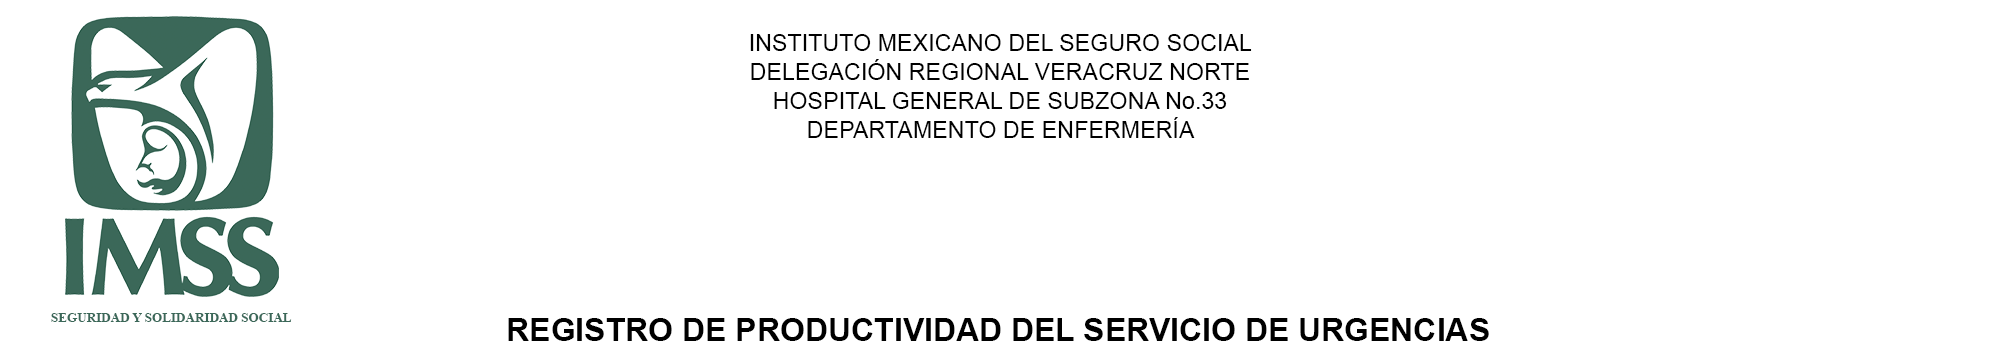 INSTITUTO MEXICANO DEL SEGURO SOCIAL
DELEGACIÓN REGIONAL VERACRUZ NORTE
HOSPITAL GENERAL DE SUBZONA No.33
DEPARTAMENTO DE ENFERMERÍA
IMSS
SEGURIDAD Y SOLIDARIDAD SOCIAL
REGISTRO DE PRODUCTIVIDAD DEL SERVICIO DE URGENCIAS